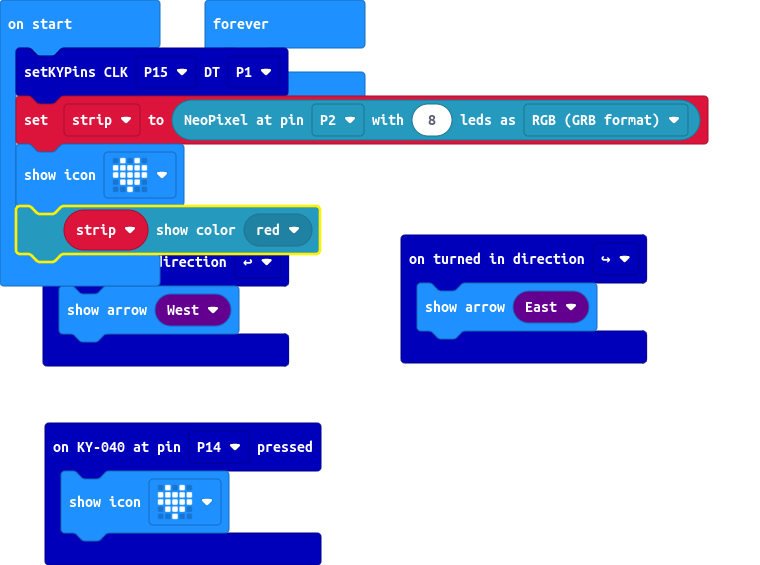 on start
forever
setKYPins CLK P15 DT P1
set strip to NeoPixel at pin P2 with 8 leds as RGB (GRB format)
show icon
strip show color red
irection ↩
on turned in direction ↪
show arrow West
show arrow East
on KY-040 at pin P14 pressed
show icon